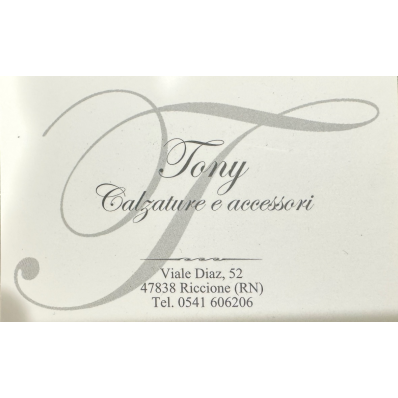 Tony
Calzature e accessori
Viale Diaz, 52
47838 Riccione (RN)
Tel. 0541 606206